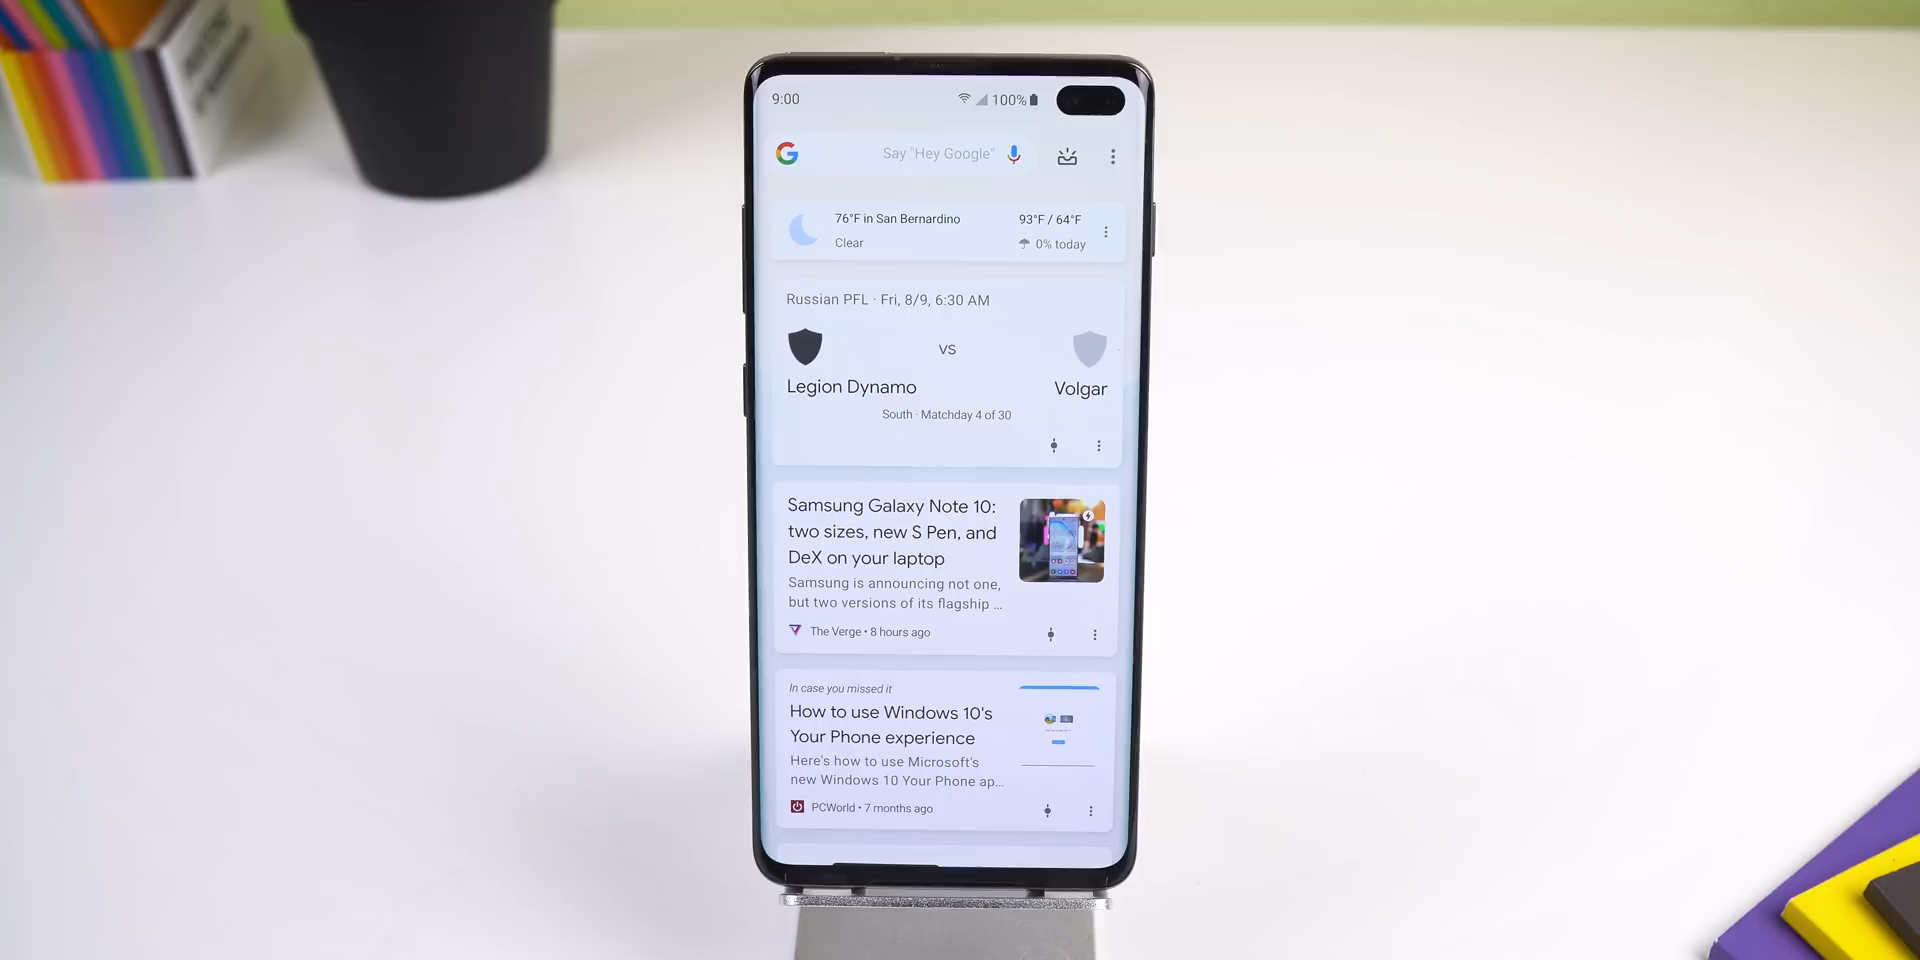 9:00
100%
Say "Hey Google"
76°F in San Bernardino
93°F / 64°F
Clear
0% today
Russian PFL · Fri, 8/9, 6:30 AM
VS
Legion Dynamo
Volgar
South · Matchday 4 of 30
Samsung Galaxy Note 10:
two sizes, new S Pen, and
DeX on your laptop
Samsung is announcing not one,
but two versions of its flagship ...
The Verge • 8 hours ago
In case you missed it
How to use Windows 10's
Your Phone experience
Here's how to use Microsoft's
new Windows 10 Your Phone ap...
PCWorld • 7 months ago